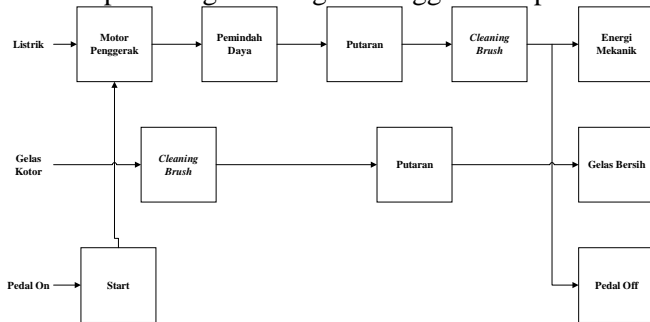 Listrik
Motor
Penggerak
Pemindah
Daya
Putaran
Cleaning
Brush
Energi
Mekanik
Gelas
Kotor
Cleaning
Brush
Putaran
Gelas Bersih
Pedal On
Start
Pedal Off